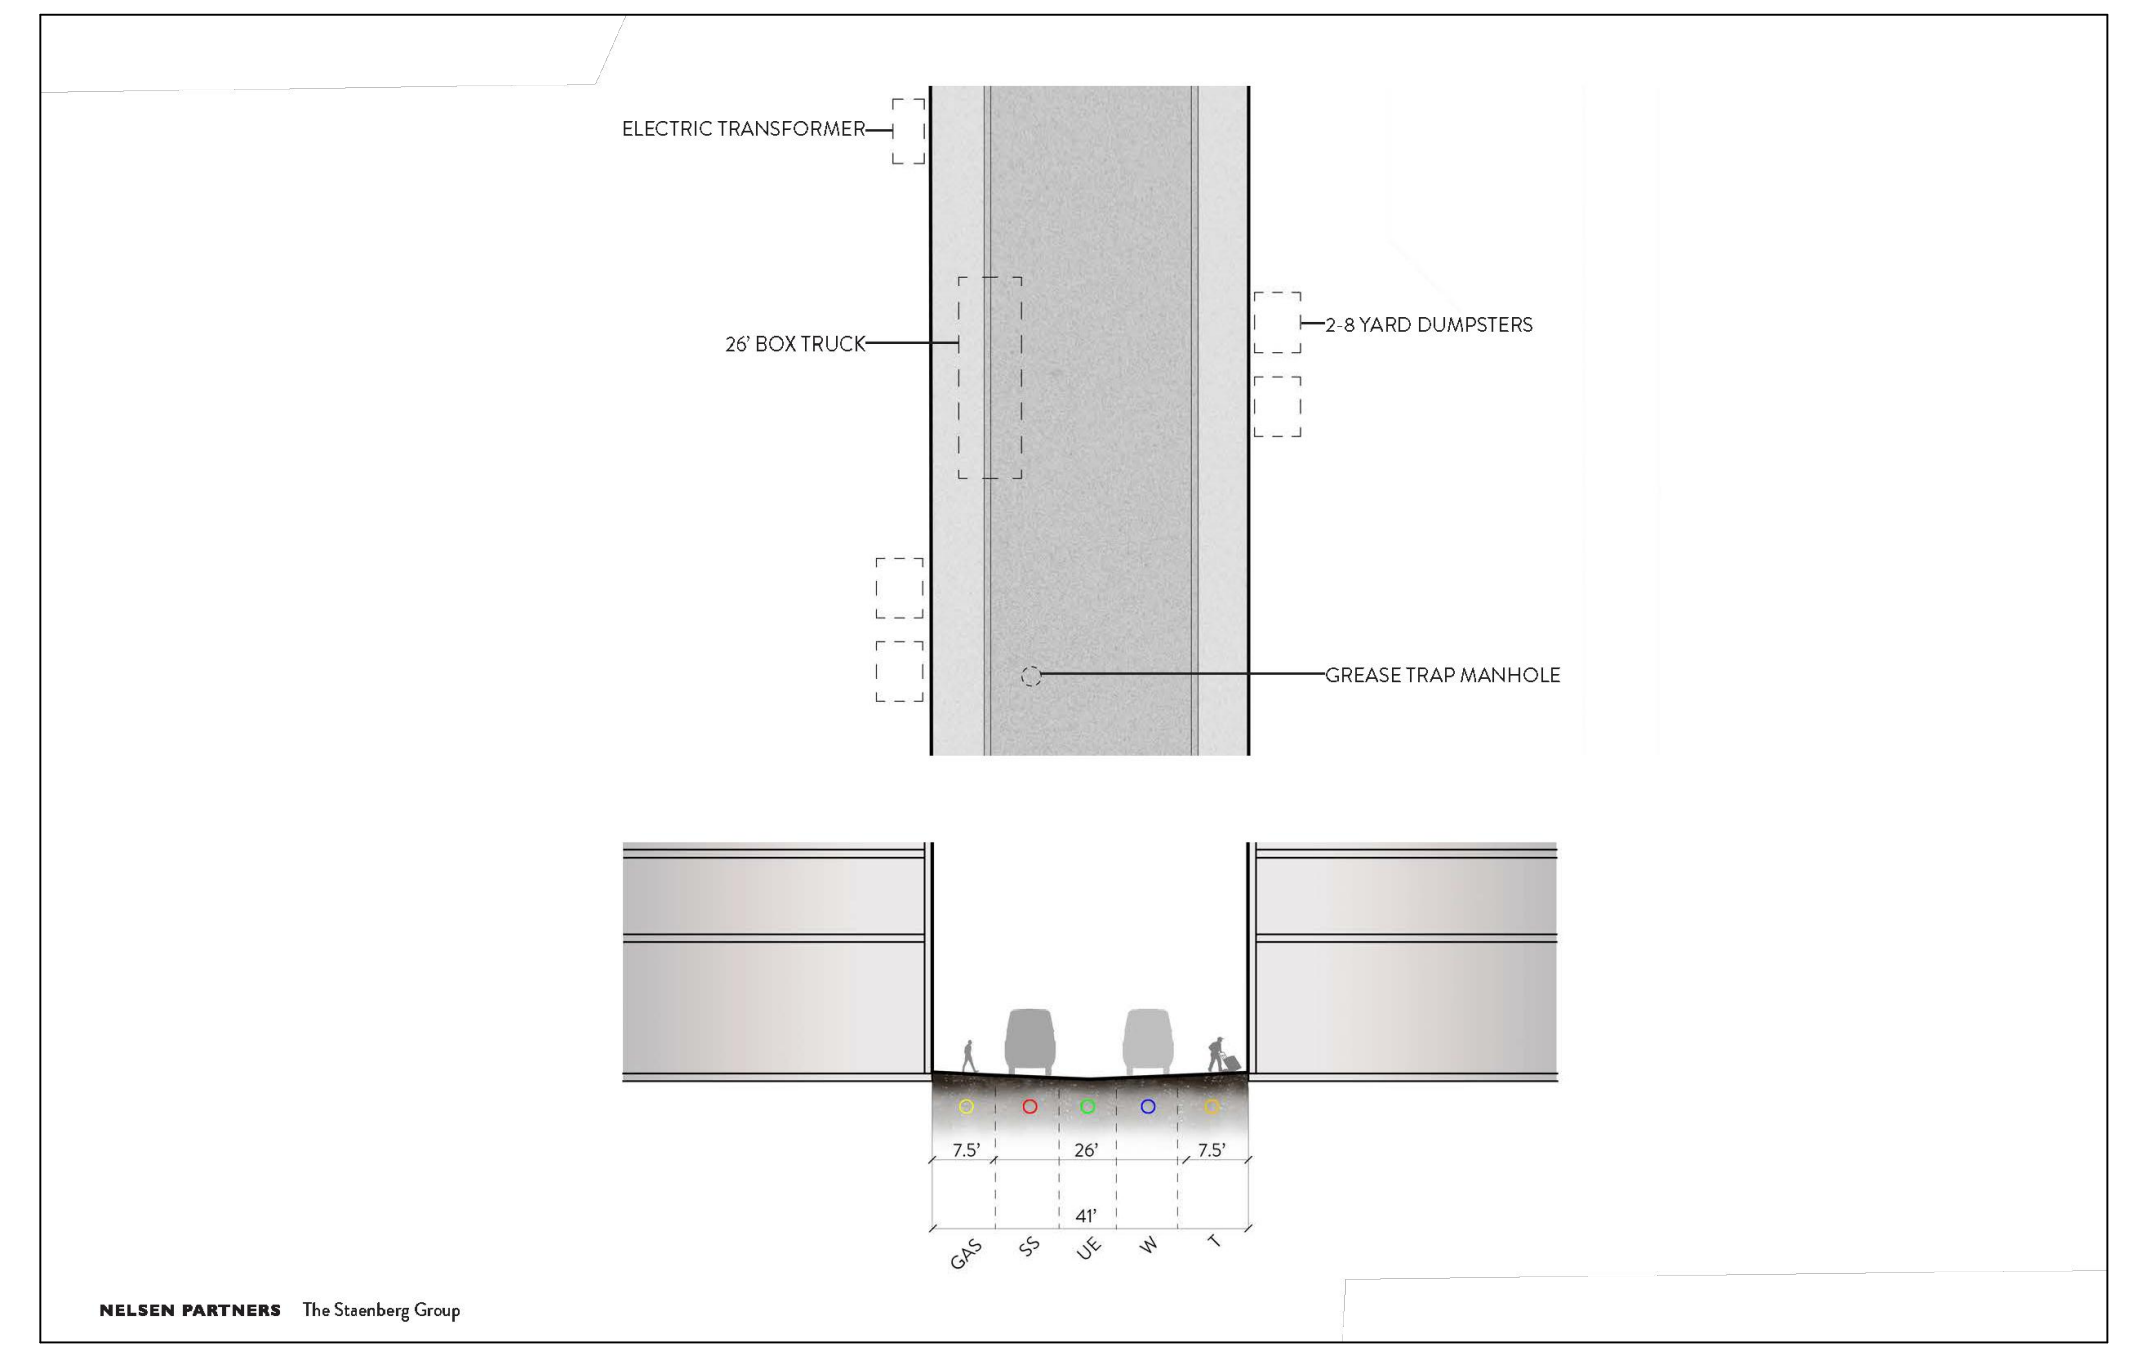 ELECTRIC TRANSFORMER
26' BOX TRUCK
2-8 YARD DUMPSTERS
GREASE TRAP MANHOLE
7.5' 26' 7.5'
41'
GAS SS UE W T
NELSEN PARTNERS The Staenberg Group